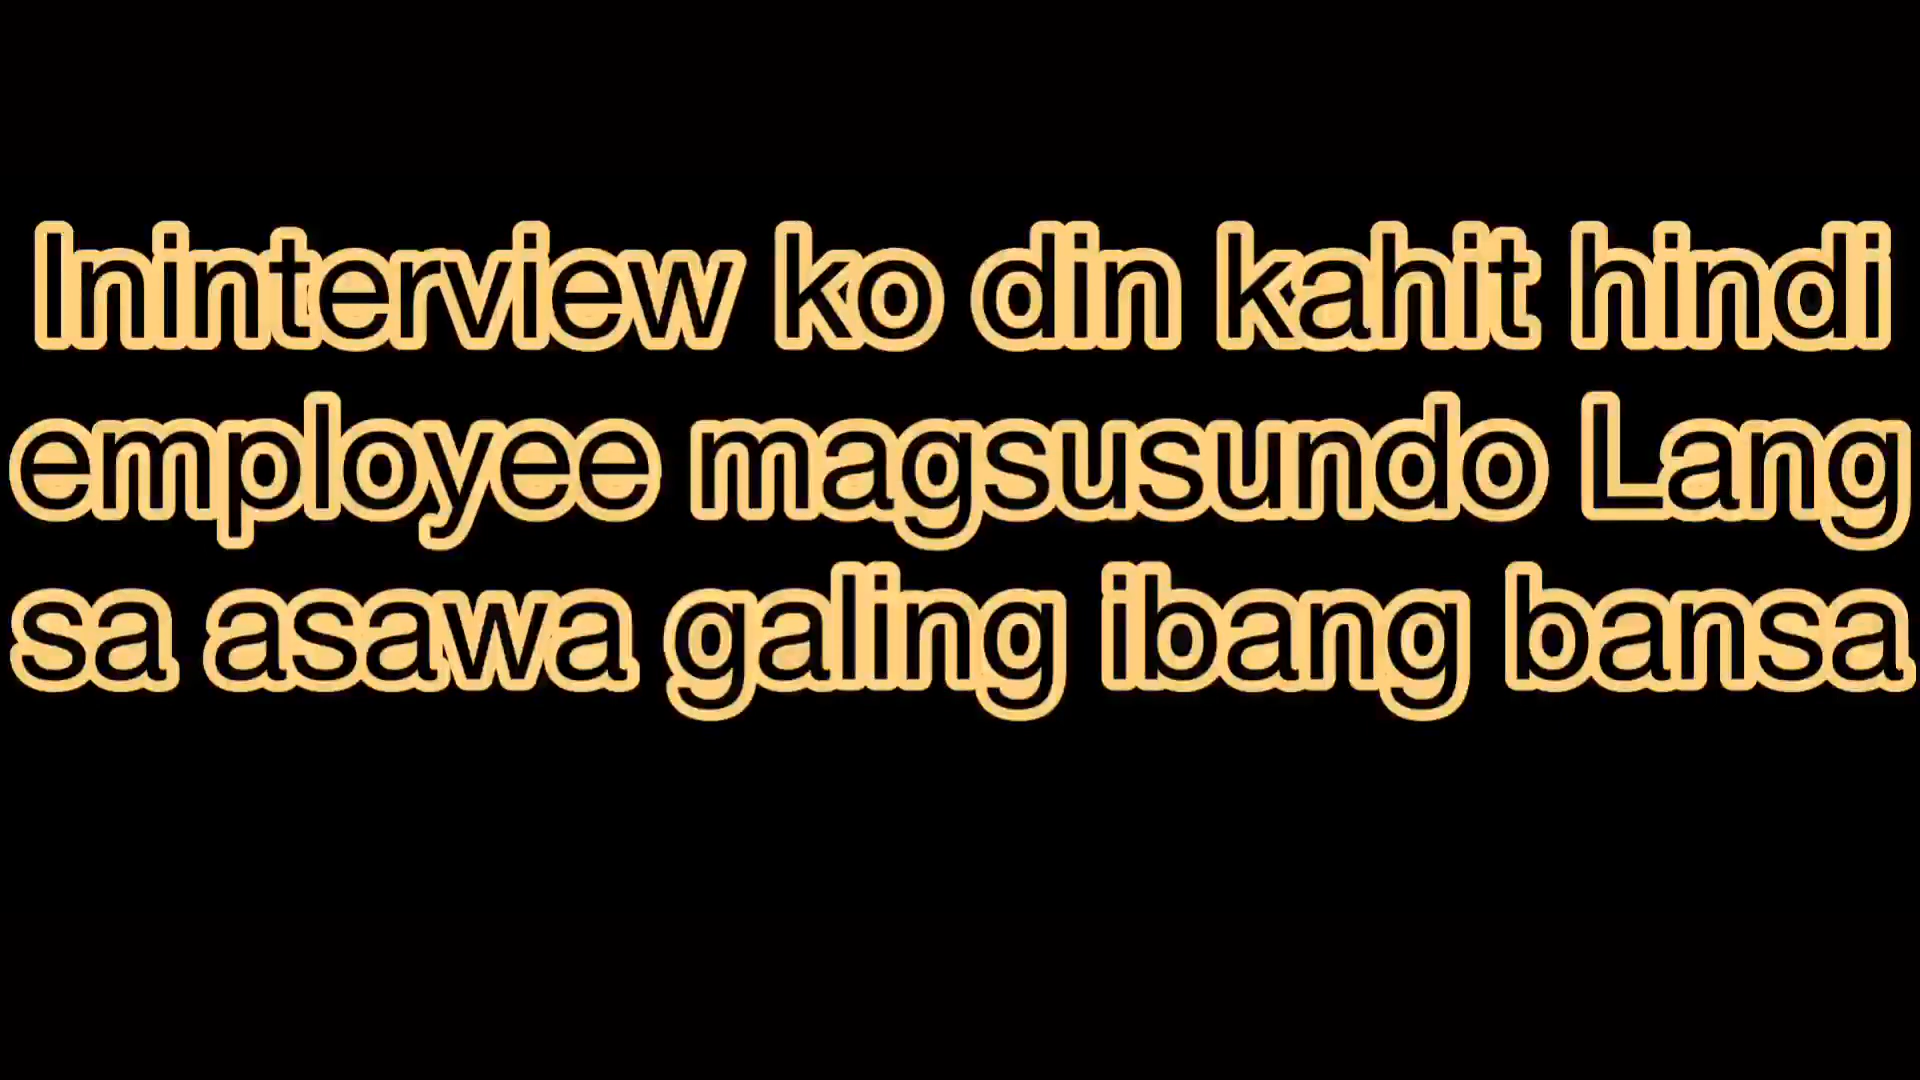 Ininterview ko din kahit hindi
employee magsusundo Lang
sa asawa galing ibang bansa